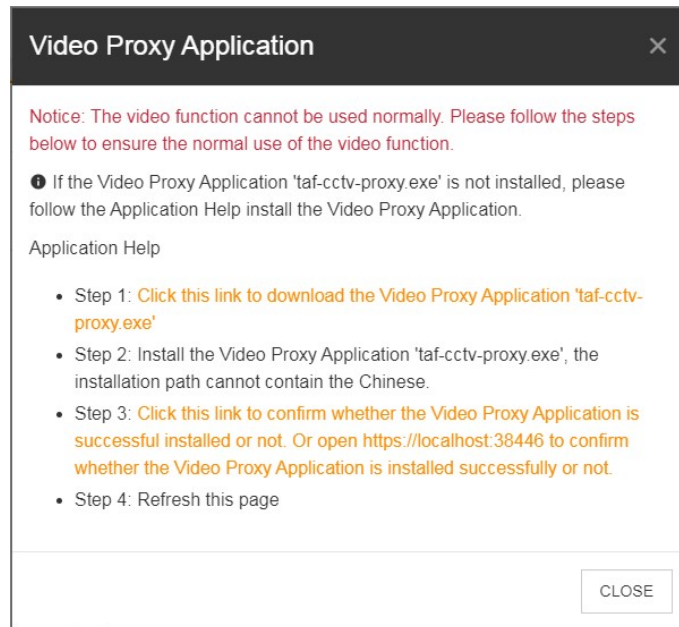 Video Proxy Application ×
Notice: The video function cannot be used normally. Please follow the steps
below to ensure the normal use of the video function.
If the Video Proxy Application 'taf-cctv-proxy.exe' is not installed, please
follow the Application Help install the Video Proxy Application.
Application Help
• Step 1: Click this link to download the Video Proxy Application 'taf-cctv-
proxy.exe'
• Step 2: Install the Video Proxy Application 'taf-cctv-proxy.exe', the
installation path cannot contain the Chinese.
• Step 3: Click this link to confirm whether the Video Proxy Application is
successful installed or not. Or open https://localhost:38446 to confirm
whether the Video Proxy Application is installed successfully or not.
• Step 4: Refresh this page
CLOSE